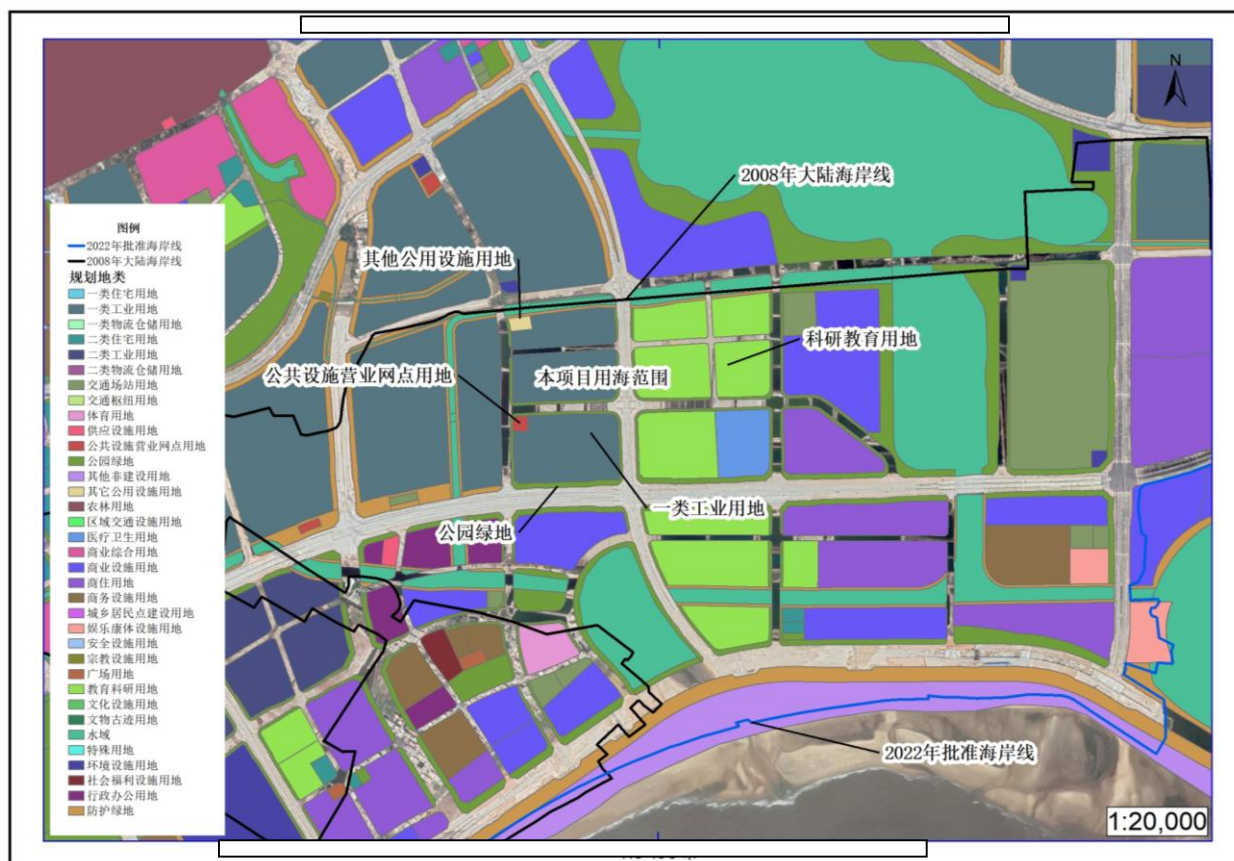 N
2008年大陆海岸线
其他公用设施用地
科研教育用地
公共设施营业网点用地
本项目用海范围
一类工业用地
公园绿地
2022年批准海岸线
1:20,000
图例
2022年批准海岸线
2008年大陆海岸线
规划地类
一类住宅用地
一类工业用地
一类物流仓储用地
二类住宅用地
二类工业用地
二类物流仓储用地
交通场站用地
交通枢纽用地
体育用地
供应设施用地
公共设施营业网点用地
公园绿地
其他非建设用地
其它公用设施用地
农林用地
区域交通设施用地
医疗卫生用地
商业综合用地
商业设施用地
商住用地
商务设施用地
城乡居民点建设用地
娱乐康体设施用地
安全设施用地
宗教设施用地
广场用地
教育科研用地
文化设施用地
文物古迹用地
水域
特殊用地
环境设施用地
社会福利设施用地
行政办公用地
防护绿地